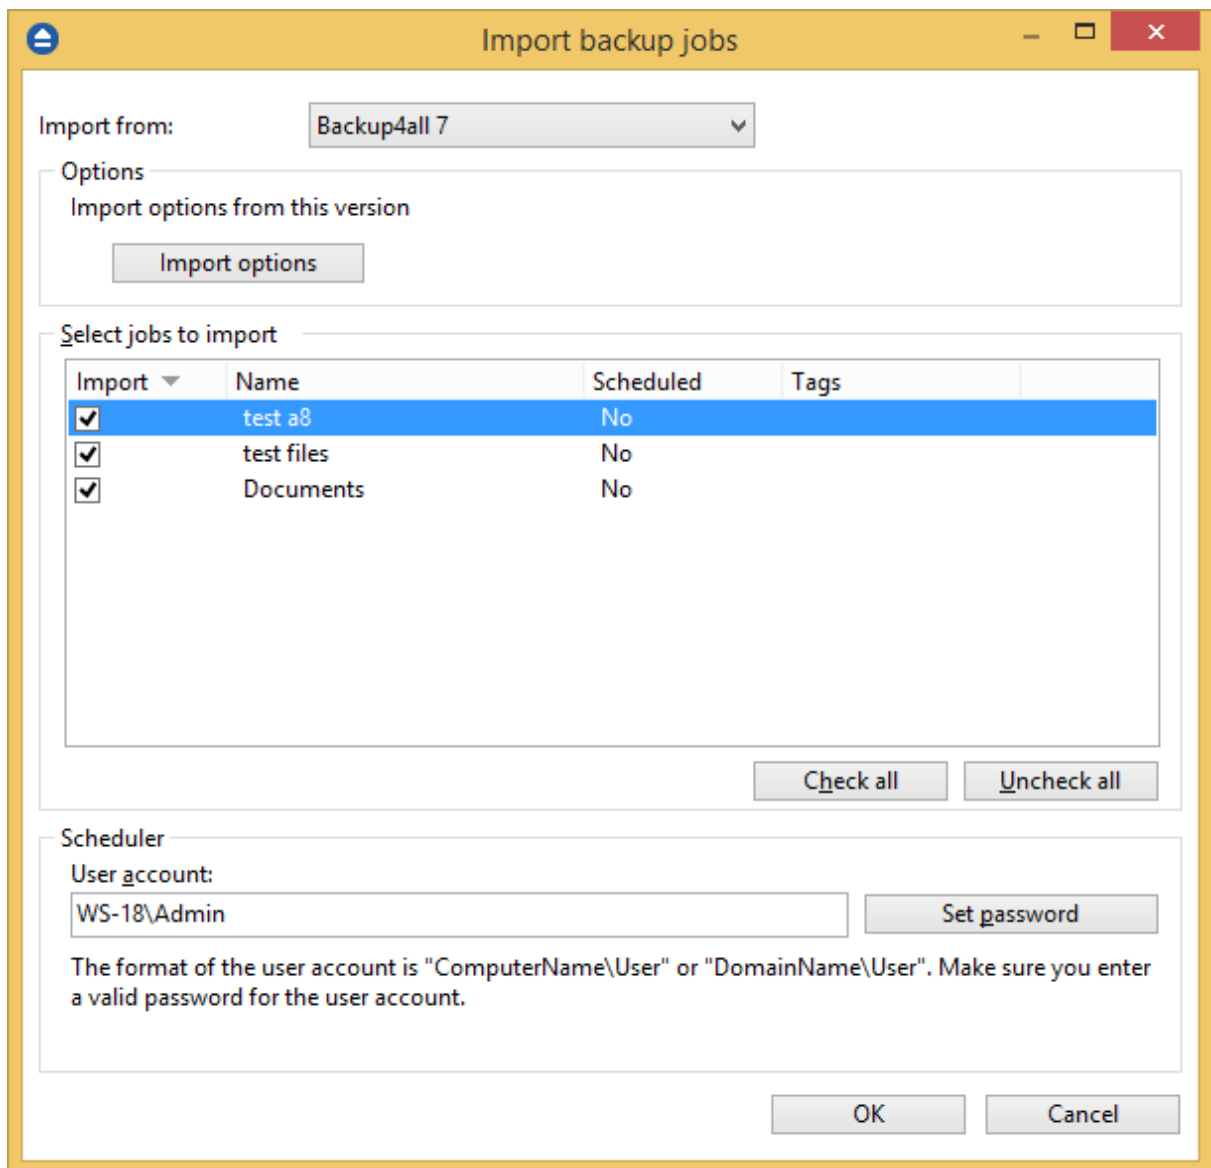 Import backup jobs
Import from:
Backup4all 7
Options
Import options from this version
Import options
Select jobs to import
Import Name Scheduled Tags
test a8 No
test files No
Documents No
Check all Uncheck all
Scheduler
User account:
WS-18\Admin Set password
The format of the user account is "ComputerName\User" or "DomainName\User". Make sure you enter
a valid password for the user account.
OK Cancel